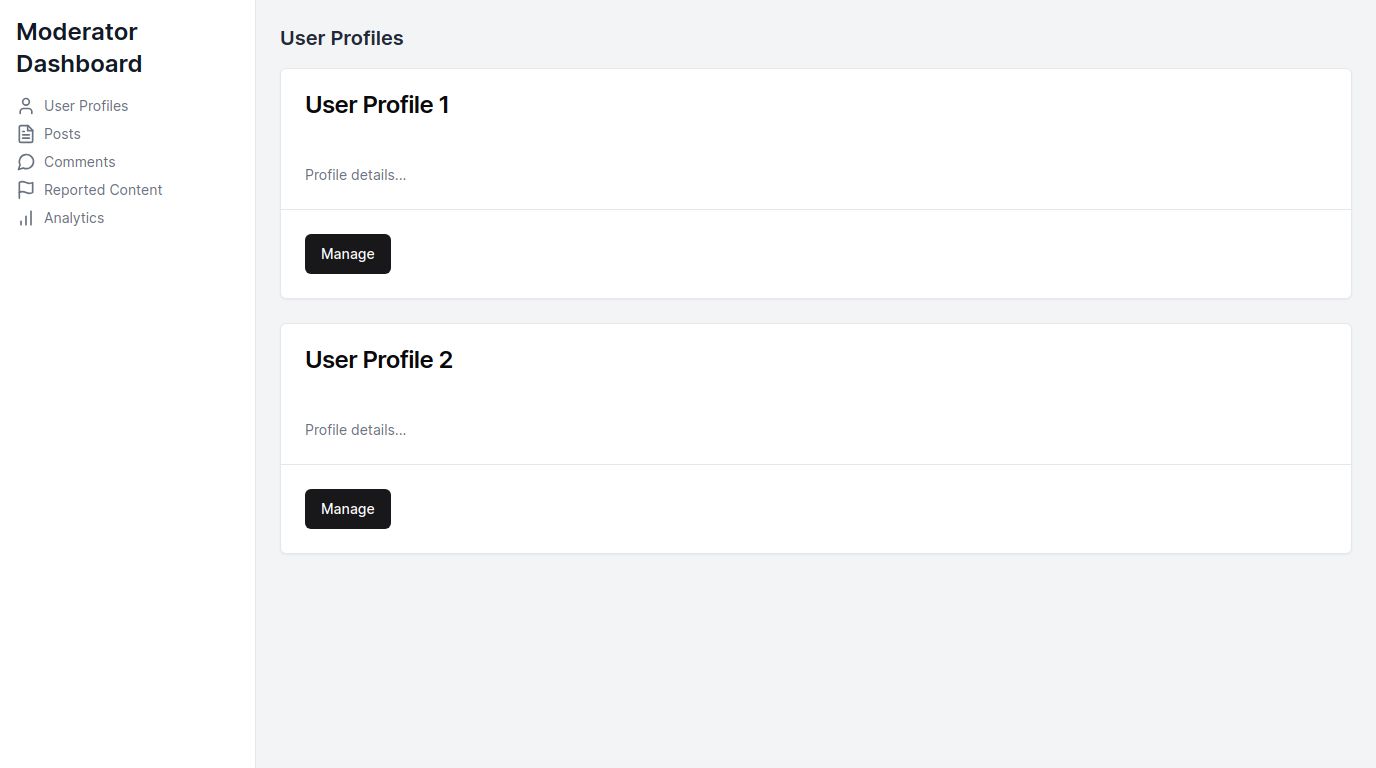 Moderator
Dashboard
User Profiles
Posts
Comments
Reported Content
Analytics
User Profiles
User Profile 1
Profile details...
Manage
User Profile 2
Profile details...
Manage